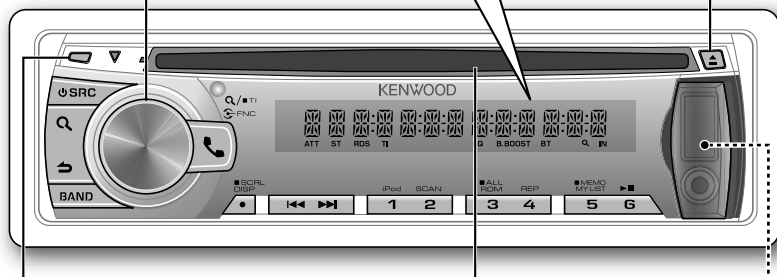 SRC
KENWOOD
/■ TI
FNC
ATT ST RDS TI B.BOOST BT IN
BAND
■ SCRL
DISP
iPod SCAN
■ ALL
RDM REP
■ MEMO
MY LIST
1 2 3 4 5 6